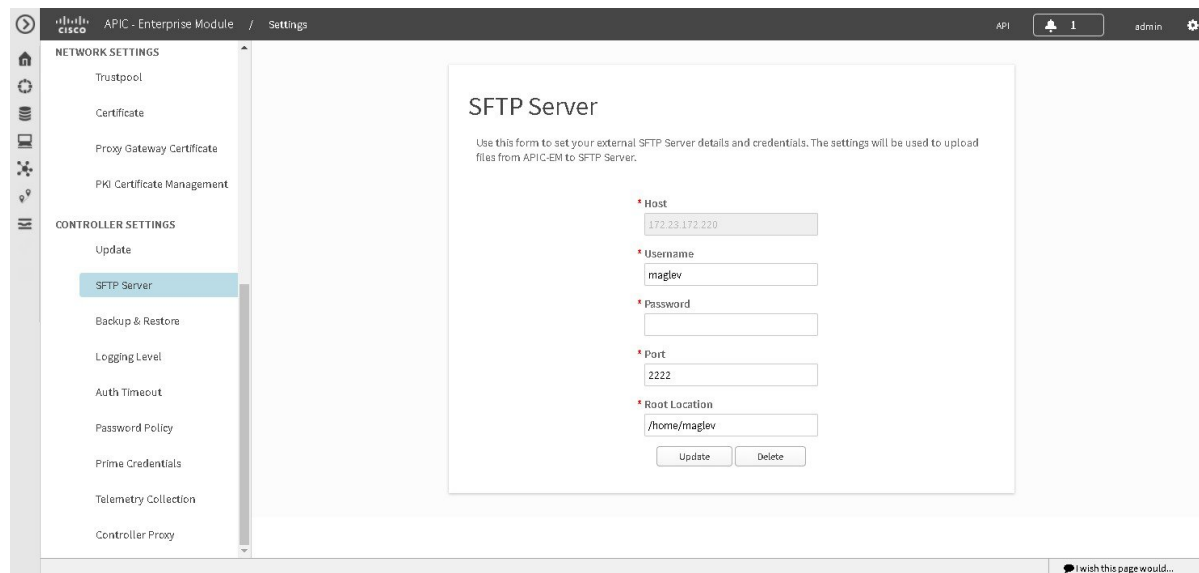 cisco APIC - Enterprise Module / Settings API 1 admin
NETWORK SETTINGS
Trustpool
Certificate
Proxy Gateway Certificate
PKI Certificate Management
CONTROLLER SETTINGS
Update
SFTP Server
Backup & Restore
Logging Level
Auth Timeout
Password Policy
Prime Credentials
Telemetry Collection
Controller Proxy
SFTP Server
Use this form to set your external SFTP Server details and credentials. The settings will be used to upload
files from APIC-EM to SFTP Server.
* Host
172.23.172.220
* Username
maglev
* Password
* Port
2222
* Root Location
/home/maglev
Update Delete
I wish this page would...